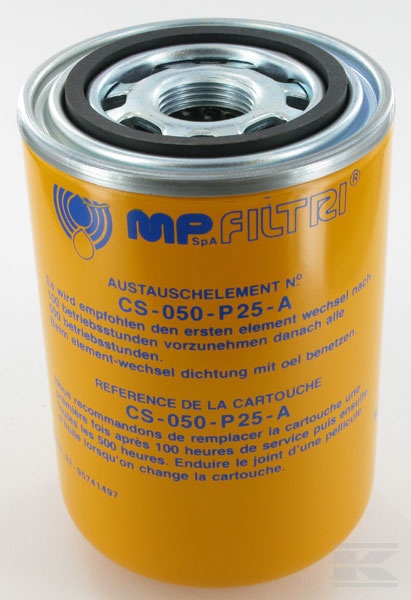 MP FILTRI®
SpA
AUSTAUSCHELEMENT N.º
CS-050-P25-A
Es wird empfohlen den ersten element wechsel nach
100 betriebsstunden vorzunehmen danach alle
500 betriebsstunden.
Beim element-wechsel dichtung mit oel benetzen.
REFERENCE DE LA CARTOUCHE
CS-050-P25-A
Nous recommandons de remplacer la cartouche une
première fois après 100 heures de service puis ensuite
toutes les 500 heures. Enduire le joint d'une pellicule
d'huile lorsqu'on change la cartouche.
02-95741497
K